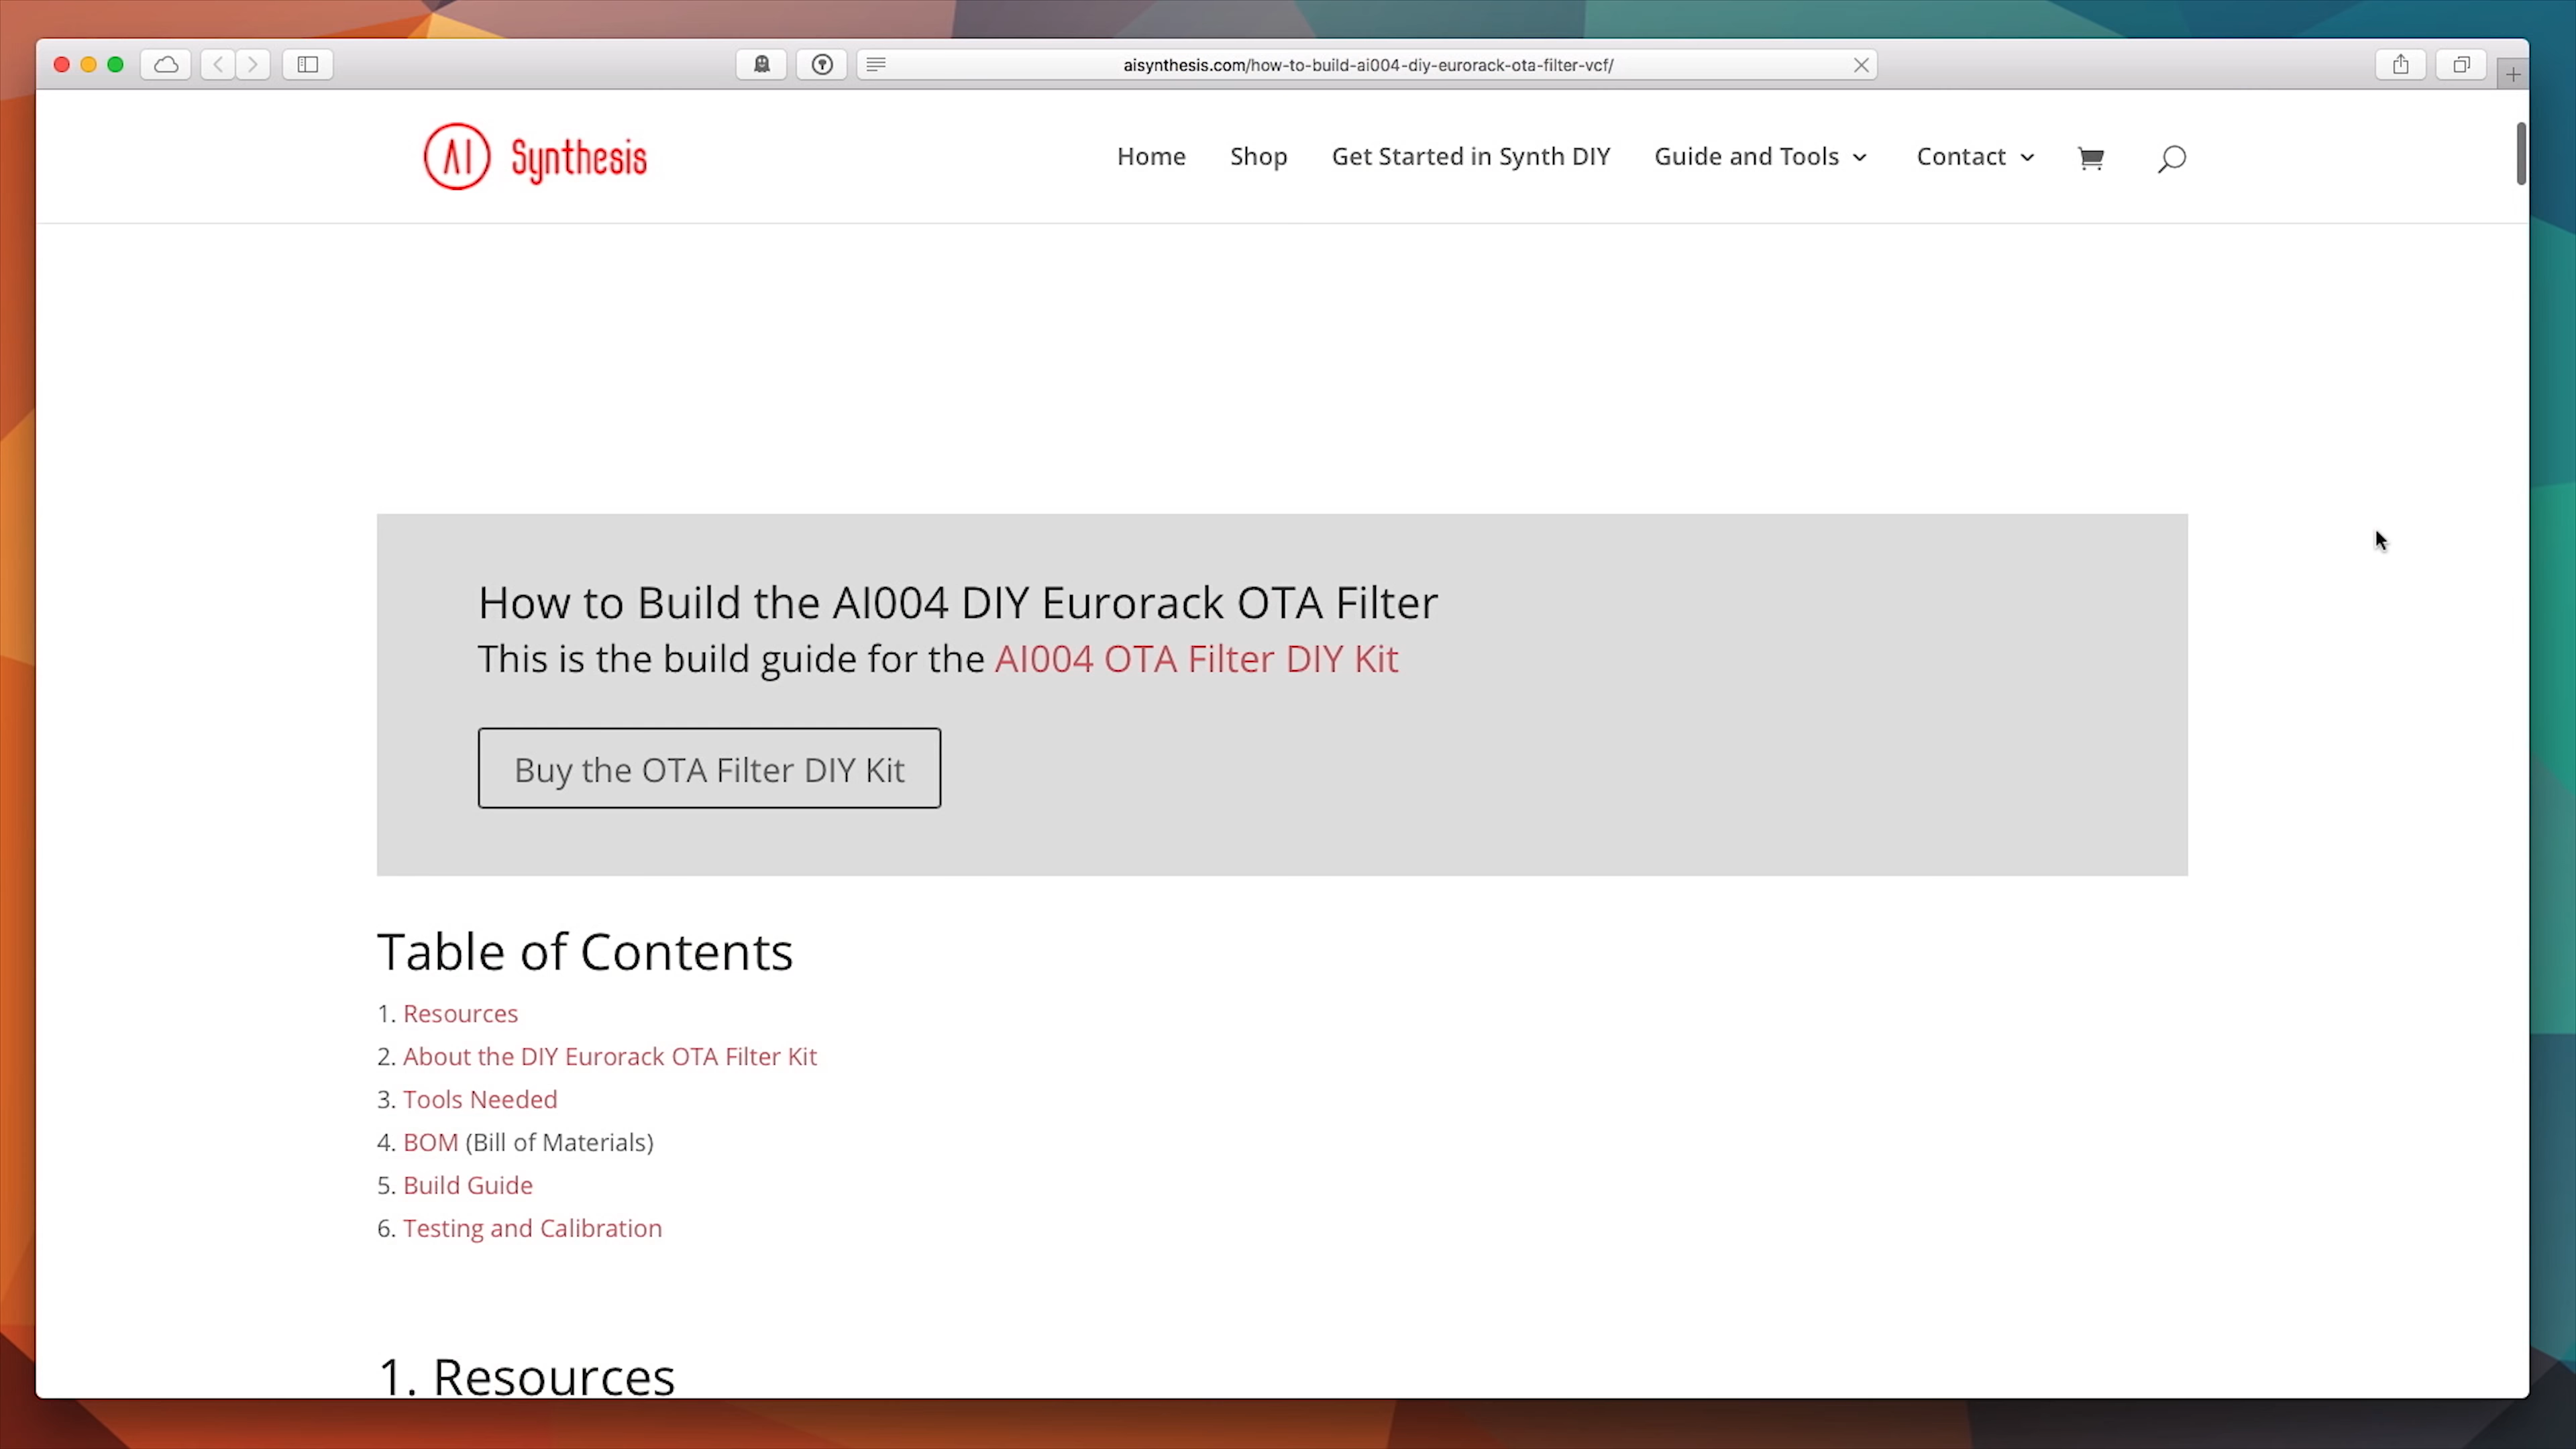 aisynthesis.com/how-to-build-ai004-diy-eurorack-ota-filter-vcf/
AI Synthesis
Home Shop Get Started in Synth DIY Guide and Tools Contact
How to Build the AI004 DIY Eurorack OTA Filter
This is the build guide for the AI004 OTA Filter DIY Kit
Buy the OTA Filter DIY Kit
Table of Contents
1. Resources
2. About the DIY Eurorack OTA Filter Kit
3. Tools Needed
4. BOM (Bill of Materials)
5. Build Guide
6. Testing and Calibration
1. Resources